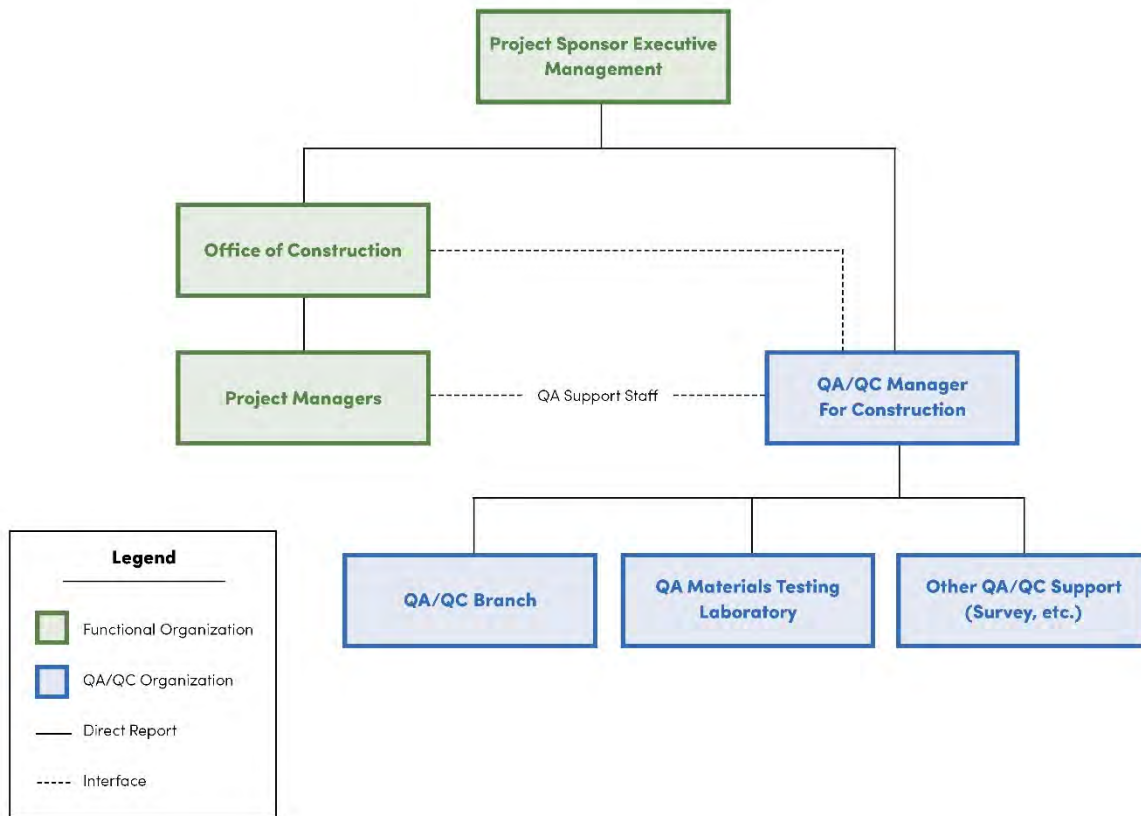 Project Sponsor Executive
Management
Office of Construction
Project Managers
QA Support Staff
QA/QC Manager
For Construction
QA/QC Branch
QA Materials Testing
Laboratory
Other QA/QC Support
(Survey, etc.)
Legend
Functional Organization
QA/QC Organization
Direct Report
Interface